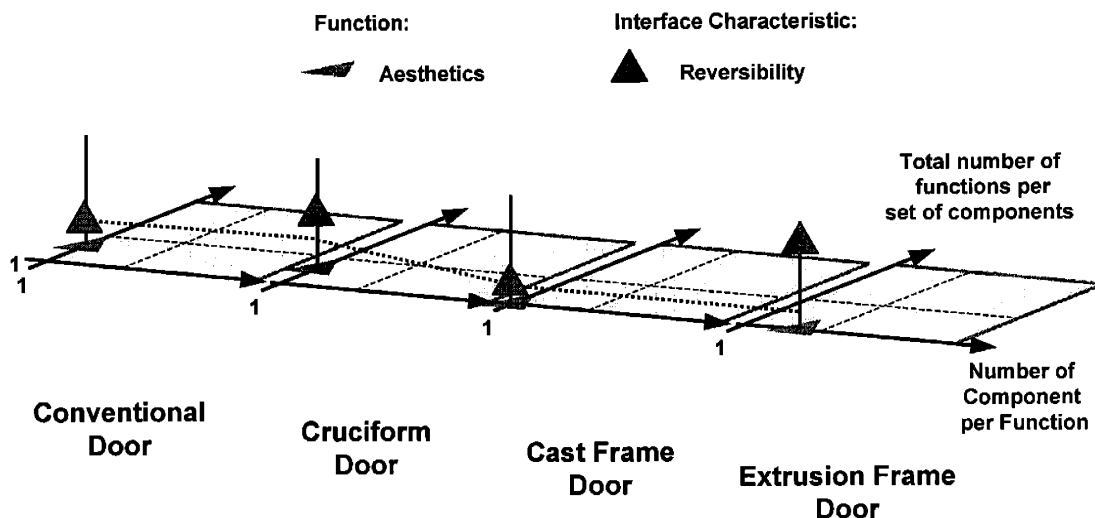 Function:
Interface Characteristic:
Aesthetics
Reversibility
Total number of
functions per
set of components
1
1
1
1
1
Number of
Component
per Function
Conventional
Door
Cruciform
Door
Cast Frame
Door
Extrusion Frame
Door